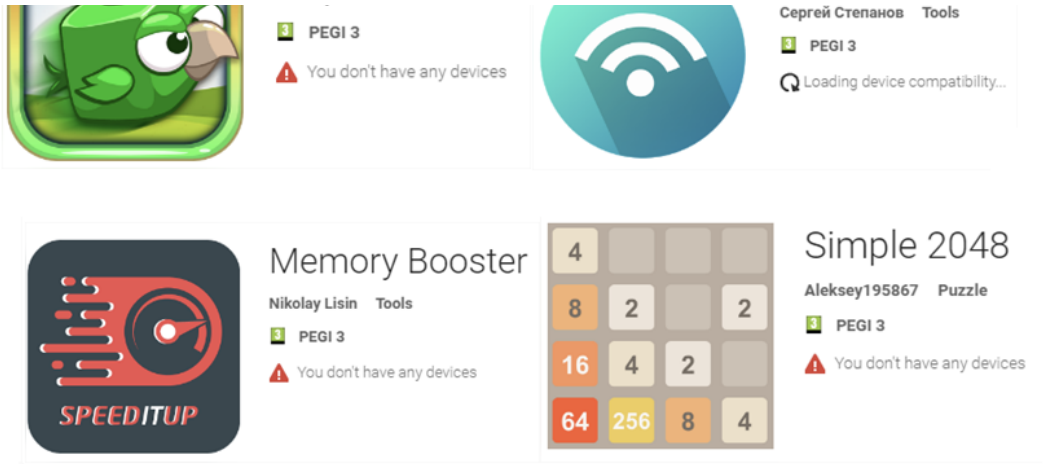 PEGI 3
You don't have any devices
Сергей Степанов Tools
PEGI 3
Loading device compatibility...
SPEEDITUP
Memory Booster
Nikolay Lisin Tools
PEGI 3
You don't have any devices
4
8 2 2
16 4 2
64 256 8 4
Simple 2048
Aleksey195867 Puzzle
PEGI 3
You don't have any devices